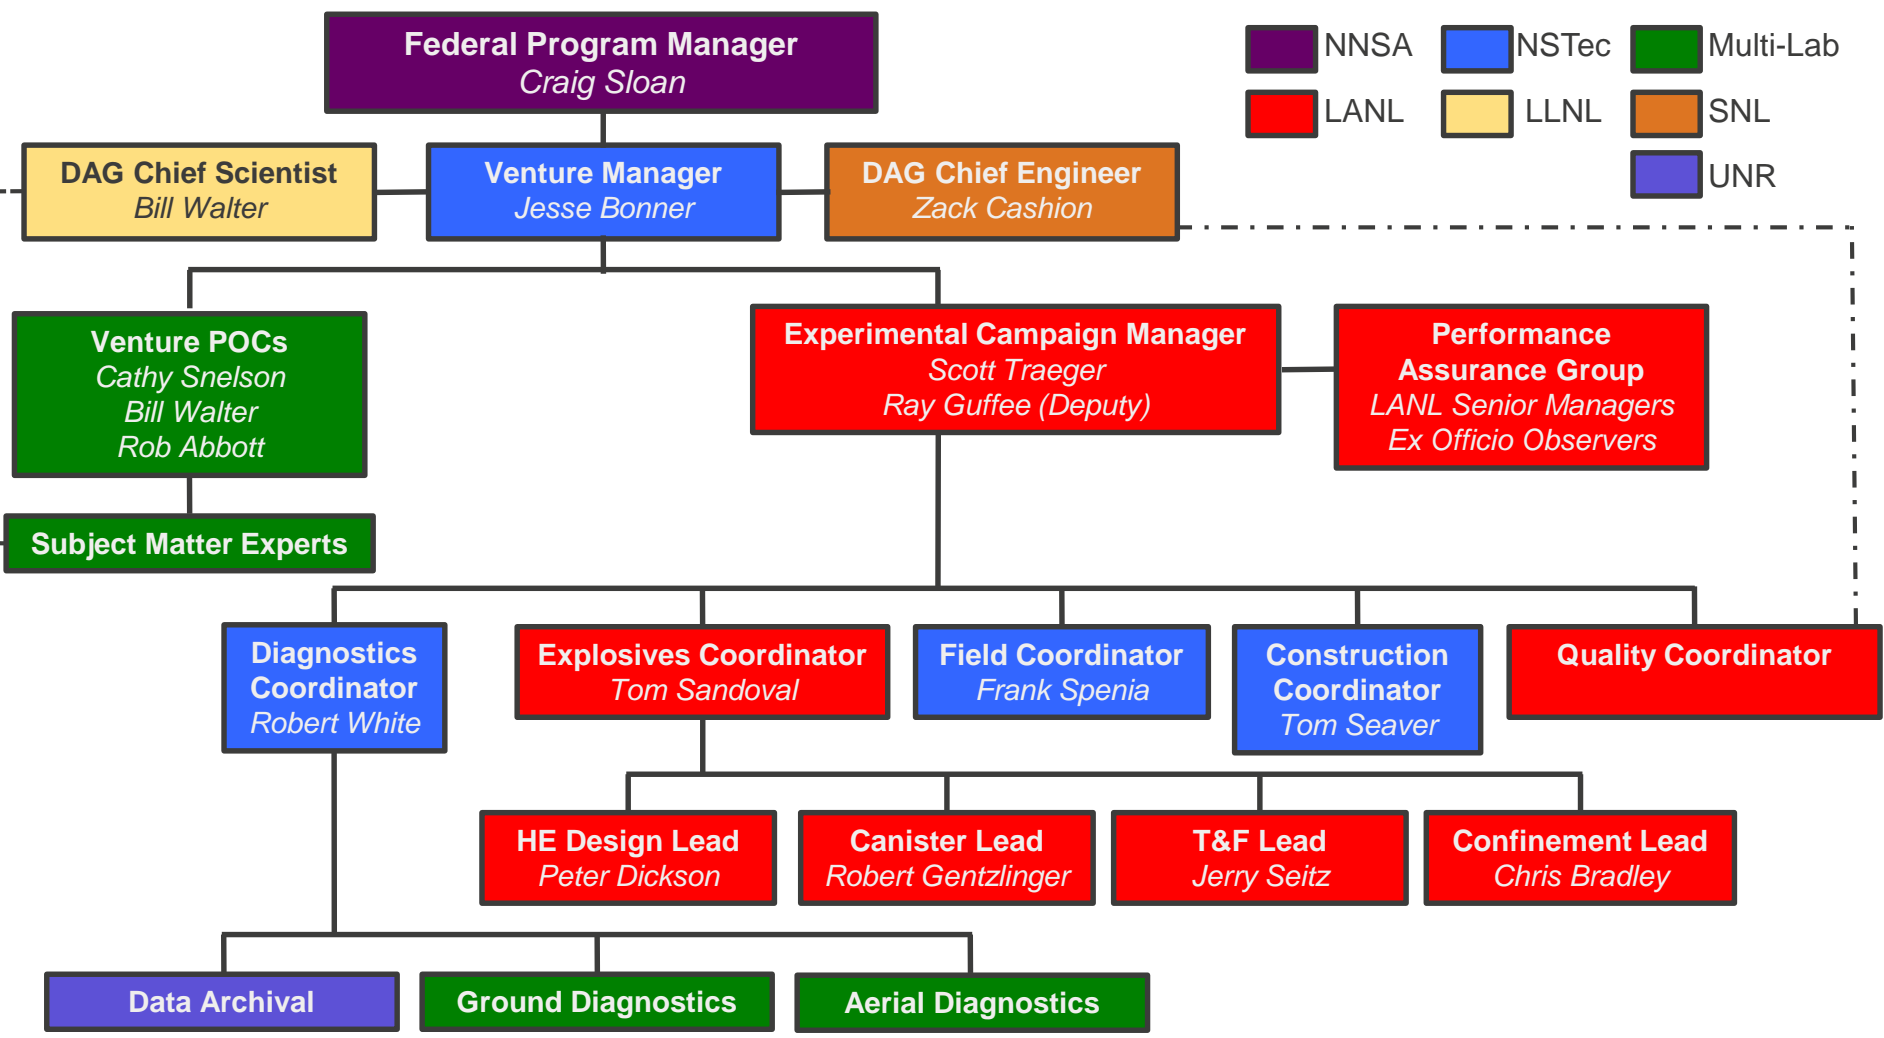 Federal Program Manager
Craig Sloan
NNSA
NSTec
Multi-Lab
LANL
LLNL
SNL
UNR
DAG Chief Scientist
Bill Walter
Venture Manager
Jesse Bonner
DAG Chief Engineer
Zack Cashion
Venture POCs
Cathy Snelson
Bill Walter
Rob Abbott
Experimental Campaign Manager
Scott Traeger
Ray Guffee (Deputy)
Performance
Assurance Group
LANL Senior Managers
Ex Officio Observers
Subject Matter Experts
Diagnostics
Coordinator
Robert White
Explosives Coordinator
Tom Sandoval
Field Coordinator
Frank Spenia
Construction
Coordinator
Tom Seaver
Quality Coordinator
HE Design Lead
Peter Dickson
Canister Lead
Robert Gentzlinger
T&F Lead
Jerry Seitz
Confinement Lead
Chris Bradley
Data Archival
Ground Diagnostics
Aerial Diagnostics